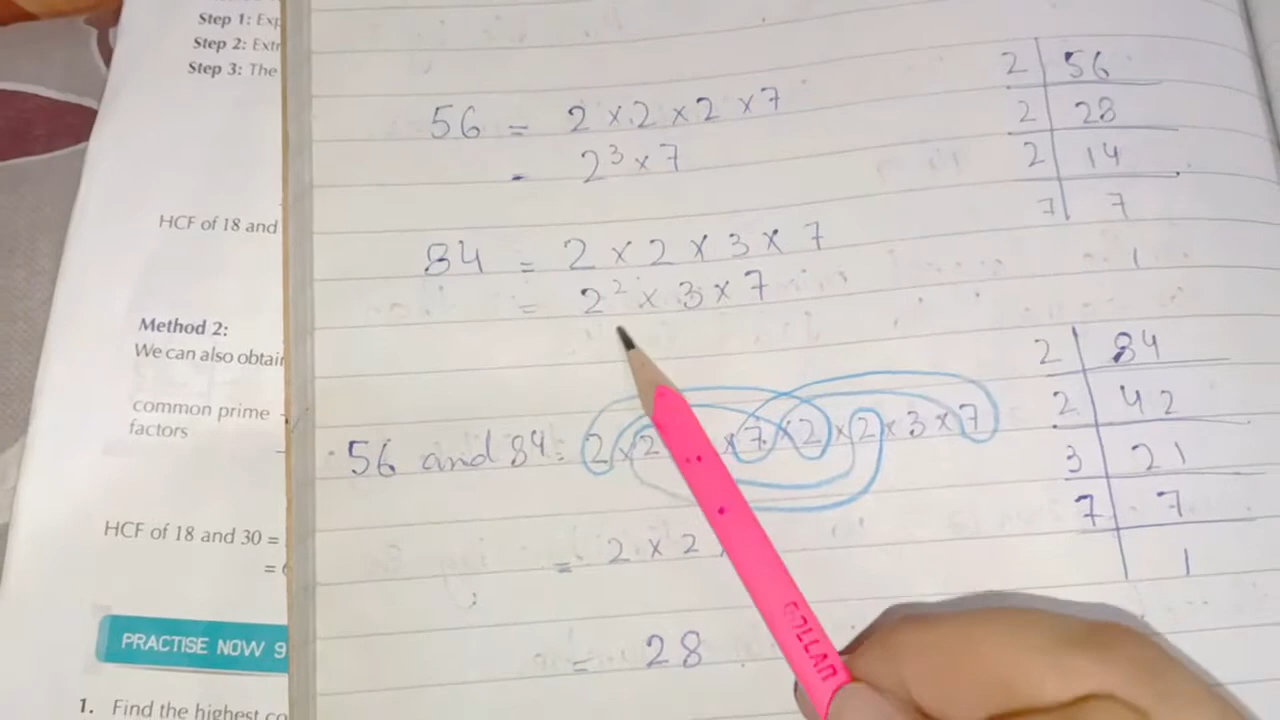 Step 1: Exp
Step 2: Extr
Step 3: The
HCF of 18 and
Method 2:
We can also obtain
common prime
factors
HCF of 18 and 30 =
=
PRACTISE NOW 9
1. Find the highest co
56 = 2 × 2 × 2 × 7
= 2³ × 7
84 = 2 × 2 × 3 × 7
= 2² × 3 × 7
56 and 84 = 2 × 2 × 7 × 2 × 2 × 3 × 7
= 2 × 2
= 28
2 56
2 28
2 14
7 7
1
2 84
2 42
3 21
7 7
1
DOLLAR